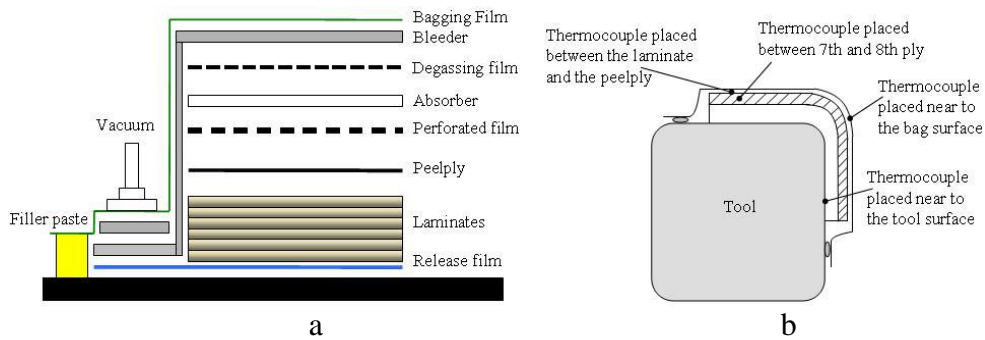 Bagging Film
Bleeder
Degassing film
Absorber
Perforated film
Peelply
Laminates
Release film
Vacuum
Filler paste
a
Thermocouple placed
between the laminate
and the peelply
Thermocouple placed
between 7th and 8th ply
Thermocouple
placed near to
the bag surface
Thermocouple
placed near to
the tool surface
Tool
b